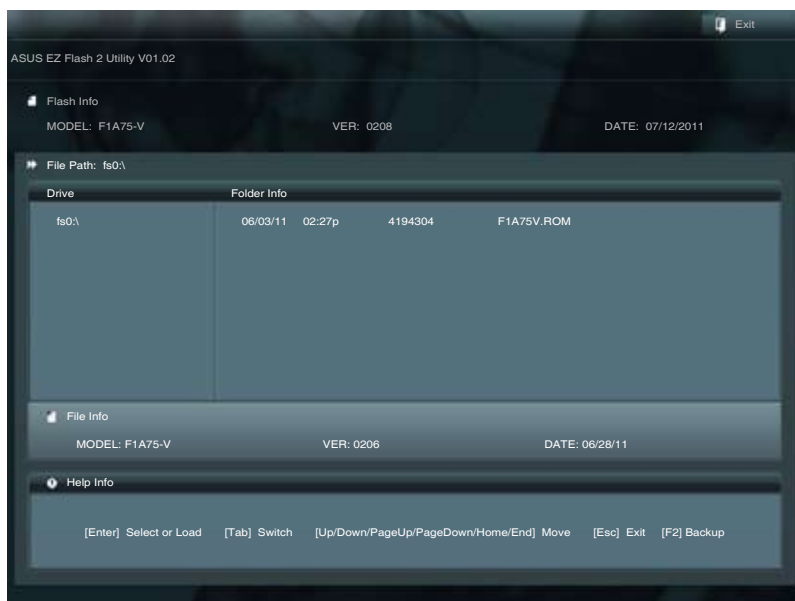 Exit
ASUS EZ Flash 2 Utility V01.02
Flash Info
MODEL: F1A75-V VER: 0208 DATE: 07/12/2011
File Path: fs0:\
Drive Folder Info
fs0:\ 06/03/11 02:27p 4194304 F1A75V.ROM
File Info
MODEL: F1A75-V VER: 0206 DATE: 06/28/11
Help Info
[Enter] Select or Load [Tab] Switch [Up/Down/PageUp/PageDown/Home/End] Move [Esc] Exit [F2] Backup